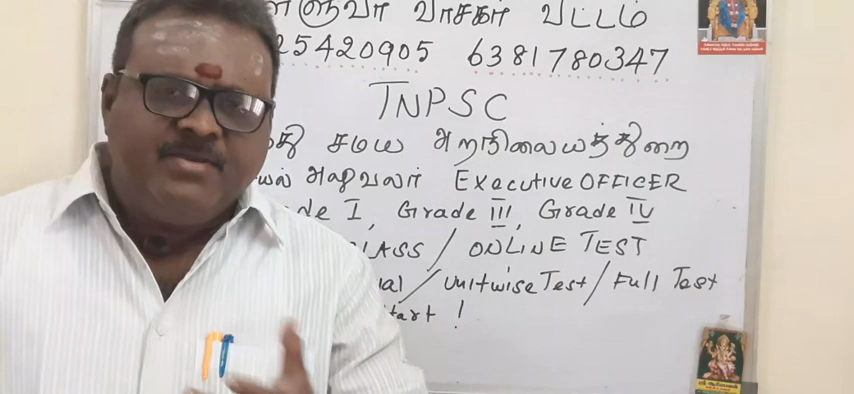 வாசகர் வட்டம்
25420905 6381780347
TNPSC
சமய அறநிலையத்துறை
அலுவலர் Executive OFFICER
I, Grade III, Grade IV
CLASS / ONLINE TEST
/ Unitwise Test / Full Test
Start !